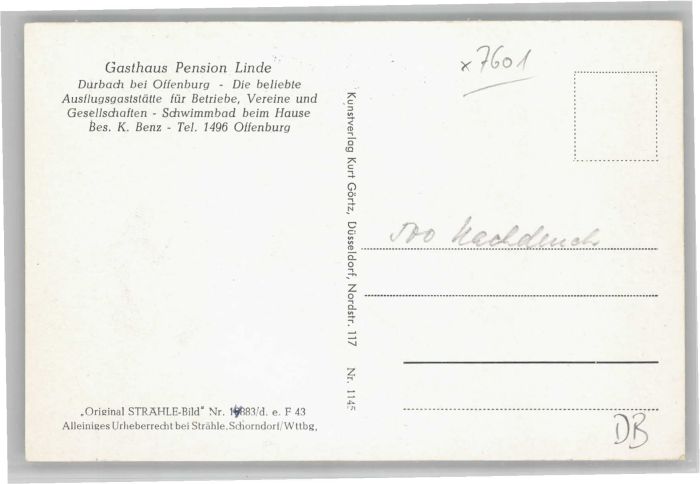 Gasthaus Pension Linde
Durbach bei Offenburg - Die beliebte
Ausflugsgaststätte für Betriebe, Vereine und
Gesellschaften - Schwimmbad beim Hause
Bes. K. Benz - Tel. 1496 Offenburg
x7601
Kunstverlag Kurt Görtz, Düsseldorf, Nordstr. 117 Nr. 1145
500 Nachdruck
„Original STRÄHLE-Bild" Nr. /d. e. F 43
Alleiniges Urheberrecht bei Strähle, Schorndorf/Wttbg,
DB